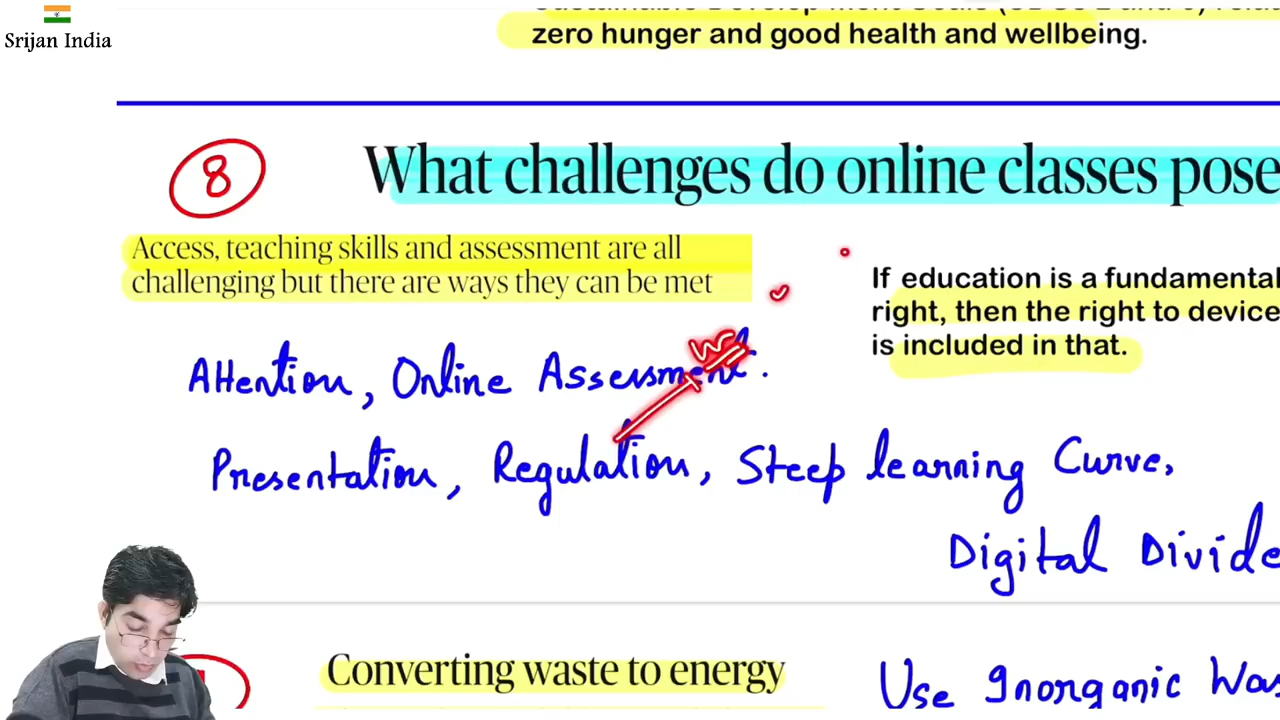 Srijan India
zero hunger and good health and wellbeing.
8
What challenges do online classes pose
Access, teaching skills and assessment are all
challenging but there are ways they can be met
If education is a fundamental
right, then the right to device
is included in that.
Attention, Online Assessment.
Presentation, Regulation, Steep learning Curve,
Digital Divide
Converting waste to energy
Use Inorganic Was